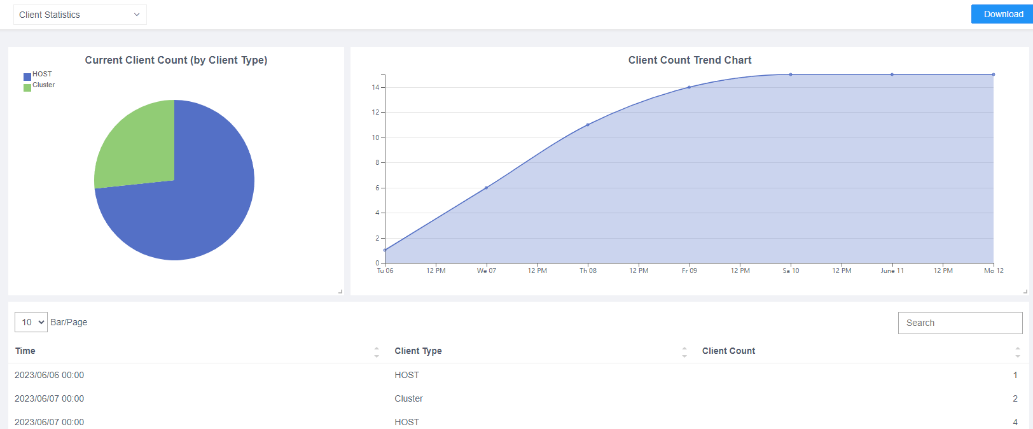 Client Statistics
Download
Current Client Count (by Client Type)
HOST
Cluster
Client Count Trend Chart
14
12
10
8
6
4
2
0
Tu 06 12 PM We 07 12 PM Th 08 12 PM Fr 09 12 PM Sa 10 12 PM June 11 12 PM Mo 12
10 Bar/Page
Search
Time Client Type Client Count
2023/06/06 00:00 HOST 1
2023/06/07 00:00 Cluster 2
2023/06/07 00:00 HOST 4